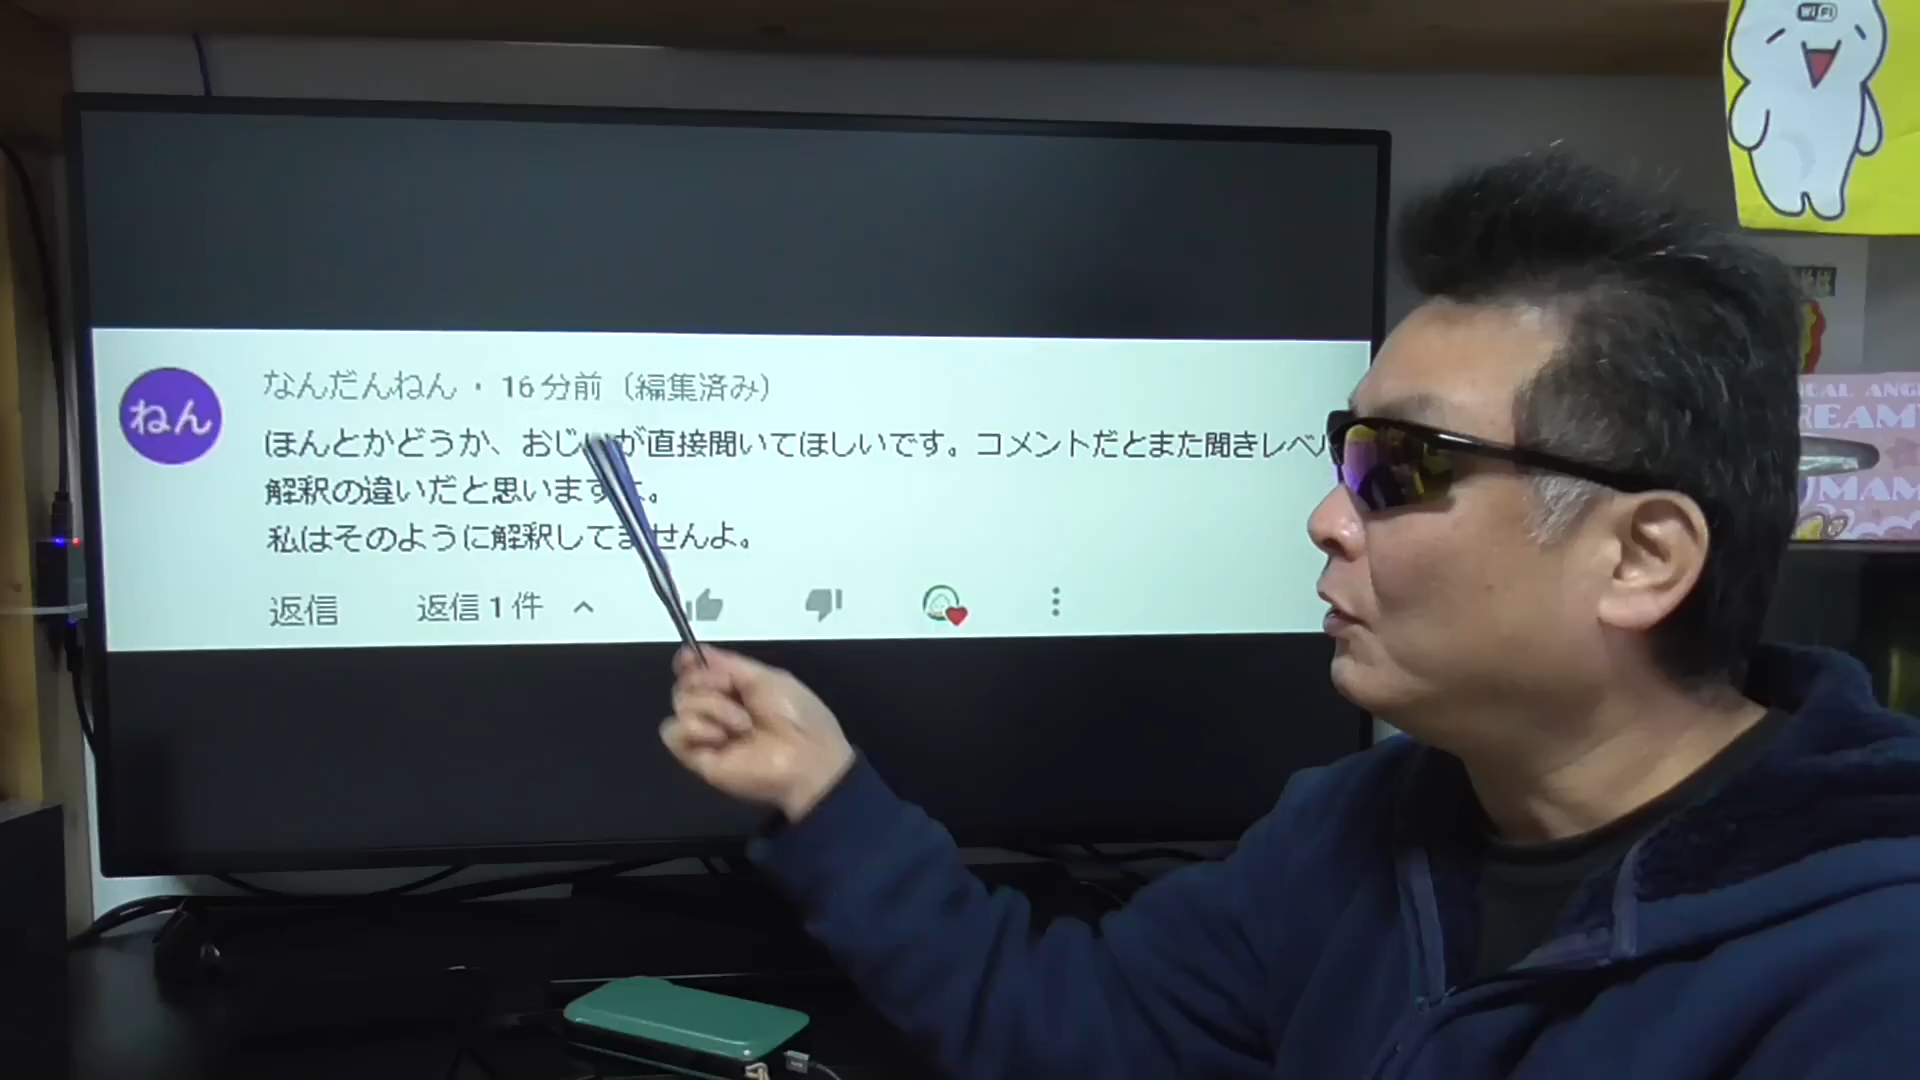 WiFi
ねん
なんだんねん・16分前（編集済み）
ほんとかどうか、おじ が直接聞いてほしいです。コメントだとまた聞きレベ
解釈の違いだと思います 。
私はそのように解釈してませんよ。
返信
返信1件